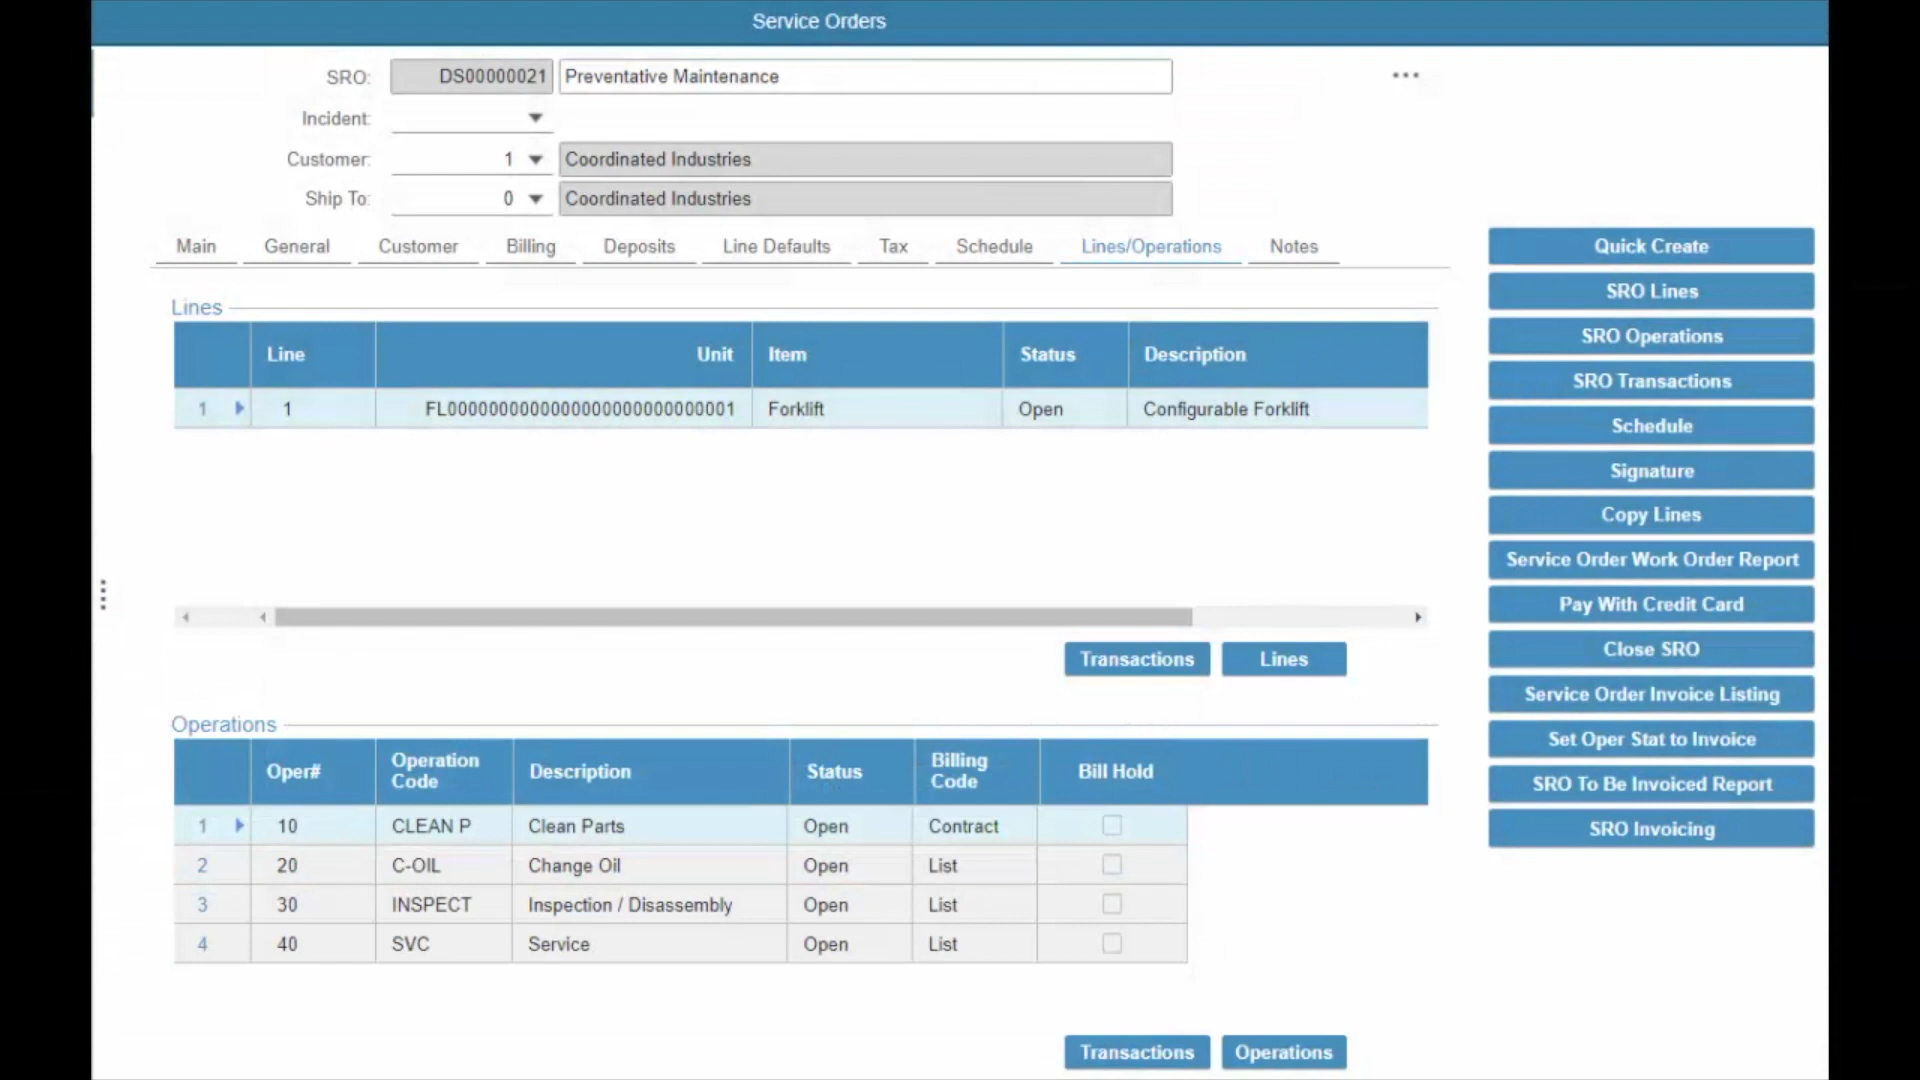 Service Orders
SRO: DS00000021 Preventative Maintenance
Incident:
Customer: 1 Coordinated Industries
Ship To: 0 Coordinated Industries
Main General Customer Billing Deposits Line Defaults Tax Schedule Lines/Operations Notes
Lines
Line Unit Item Status Description
1 1 FL0000000000000000000000000001 Forklift Open Configurable Forklift
Transactions Lines
Operations
Oper# Operation Code Description Status Billing Code Bill Hold
1 10 CLEAN P Clean Parts Open Contract
2 20 C-OIL Change Oil Open List
3 30 INSPECT Inspection / Disassembly Open List
4 40 SVC Service Open List
Transactions Operations
Quick Create
SRO Lines
SRO Operations
SRO Transactions
Schedule
Signature
Copy Lines
Service Order Work Order Report
Pay With Credit Card
Close SRO
Service Order Invoice Listing
Set Oper Stat to Invoice
SRO To Be Invoiced Report
SRO Invoicing